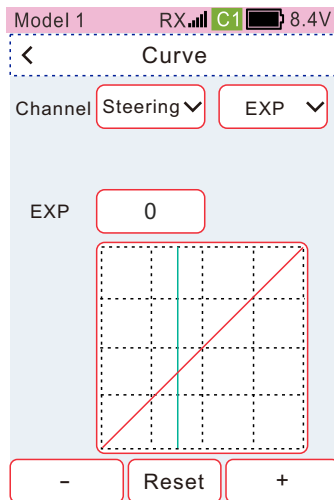 Model 1 RX C1 8.4V
Curve
Channel Steering EXP
EXP 0
- Reset +